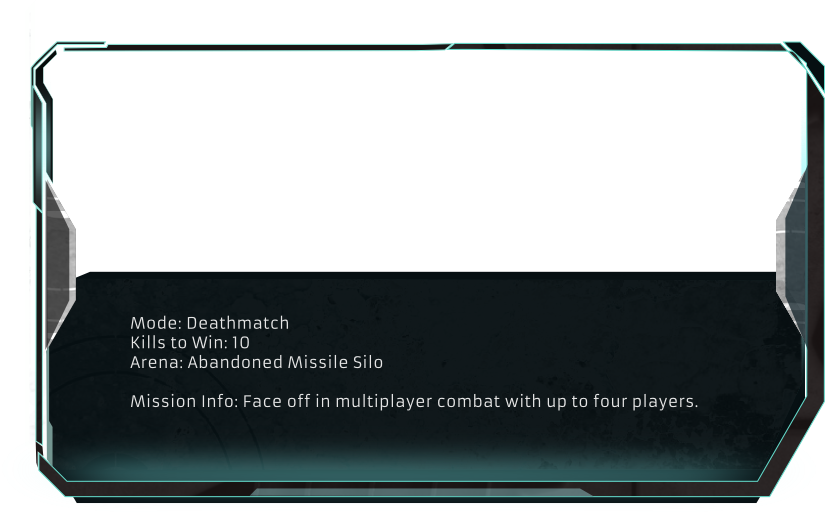 Mode: Deathmatch
Kills to Win: 10
Arena: Abandoned Missile Silo
Mission Info: Face off in multiplayer combat with up to four players.